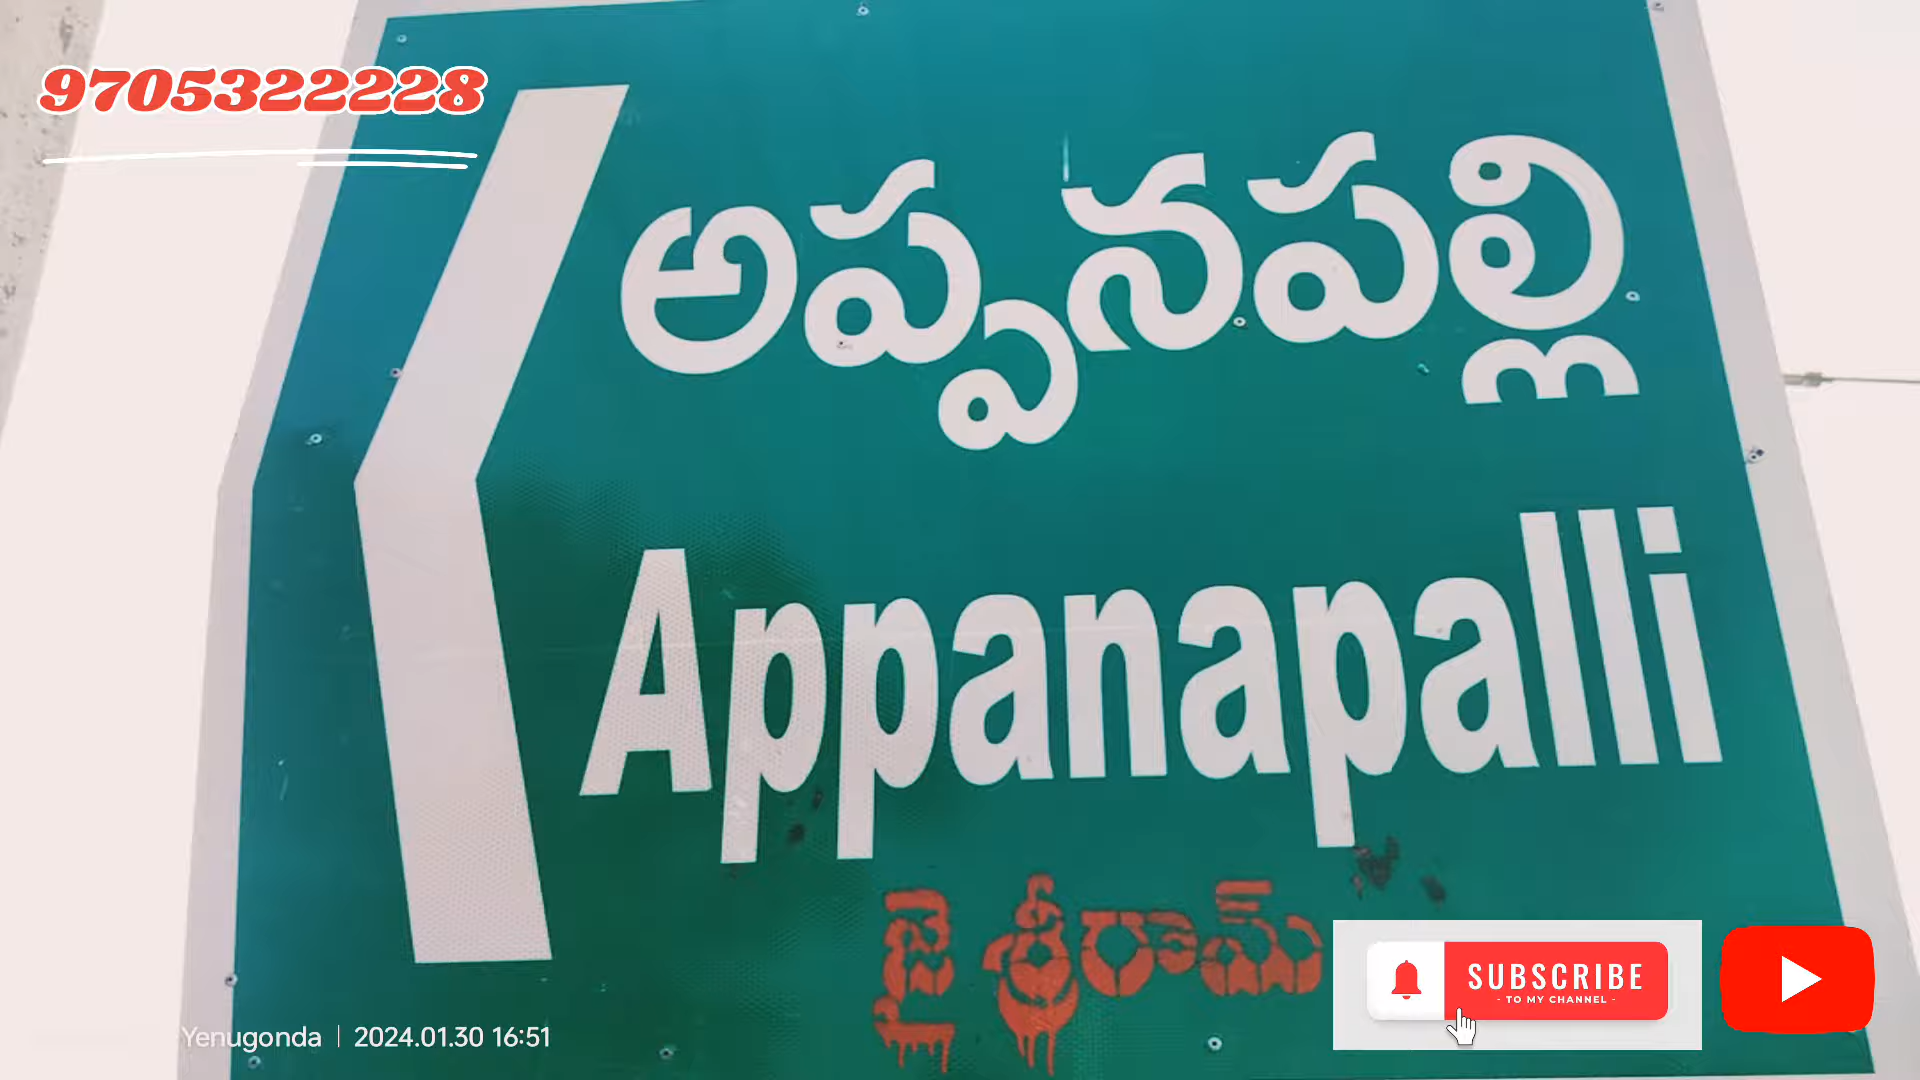 9705322228
అప్పనపల్లి
Appanapalli
జై శ్రీరామ్
SUBSCRIBE
- TO MY CHANNEL -
Yenugonda | 2024.01.30 16:51